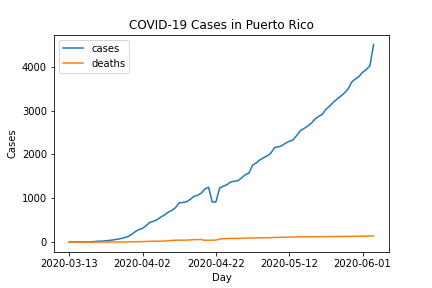 COVID-19 Cases in Puerto Rico
cases
deaths
Cases
4000
3000
2000
1000
0
2020-03-13 2020-04-02 2020-04-22 2020-05-12 2020-06-01
Day